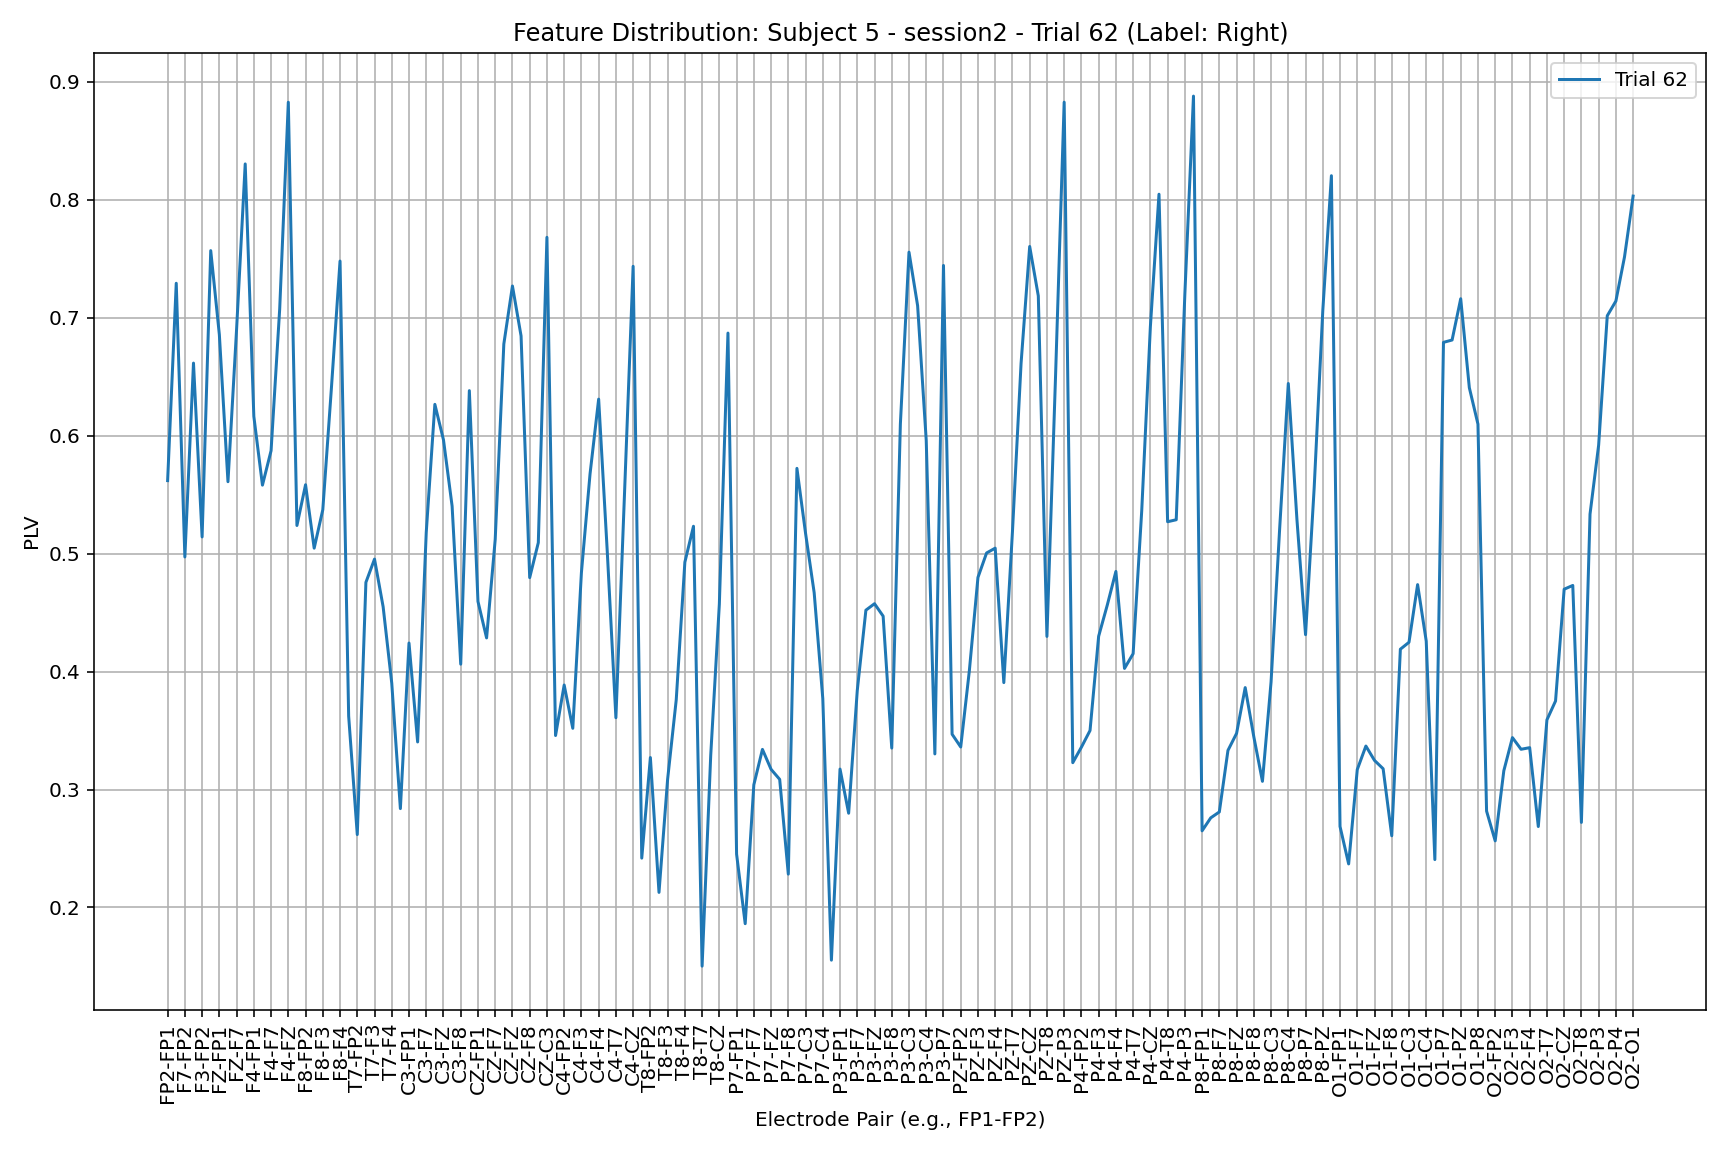 Feature Distribution: Subject 5 - session2 - Trial 62 (Label: Right)
Trial 62
0.9
0.8
0.7
0.6
0.5
0.4
0.3
0.2
PLV
FP2-FP1
F7-FP2
F3-FP2
FZ-FP1
FZ-F7
F4-FP1
F4-F7
F4-FZ
F8-FP2
F8-F3
F8-F4
T7-FP2
T7-F3
T7-F4
C3-FP1
C3-F7
C3-FZ
C3-F8
CZ-FP1
CZ-F7
CZ-FZ
CZ-F8
CZ-C3
C4-FP2
C4-F3
C4-F4
C4-T7
C4-CZ
T8-FP2
T8-F3
T8-F4
T8-T7
T8-CZ
P7-FP1
P7-F7
P7-FZ
P7-F8
P7-C3
P7-C4
P3-FP1
P3-F7
P3-FZ
P3-F8
P3-C3
P3-C4
P3-P7
PZ-FP2
PZ-F3
PZ-F4
PZ-T7
PZ-CZ
PZ-T8
PZ-P3
P4-FP2
P4-F3
P4-F4
P4-T7
P4-CZ
P4-T8
P4-P3
P8-FP1
P8-F7
P8-FZ
P8-F8
P8-C3
P8-C4
P8-P7
P8-PZ
O1-FP1
O1-F7
O1-FZ
O1-F8
O1-C3
O1-C4
O1-P7
O1-PZ
O1-P8
O2-FP2
O2-F3
O2-F4
O2-T7
O2-CZ
O2-T8
O2-P3
O2-P4
O2-O1
Electrode Pair (e.g., FP1-FP2)